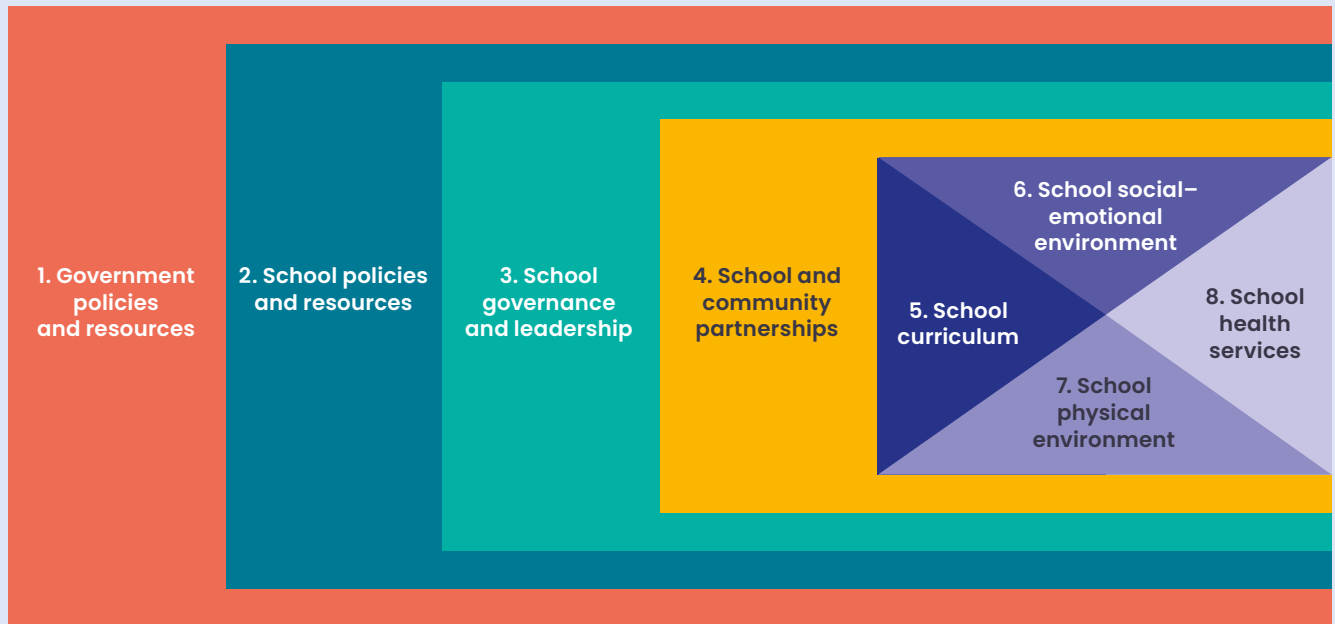 1. Government
policies
and resources
2. School policies
and resources
3. School
governance
and leadership
4. School and
community
partnerships
5. School
curriculum
6. School social–
emotional
environment
7. School
physical
environment
8. School
health
services